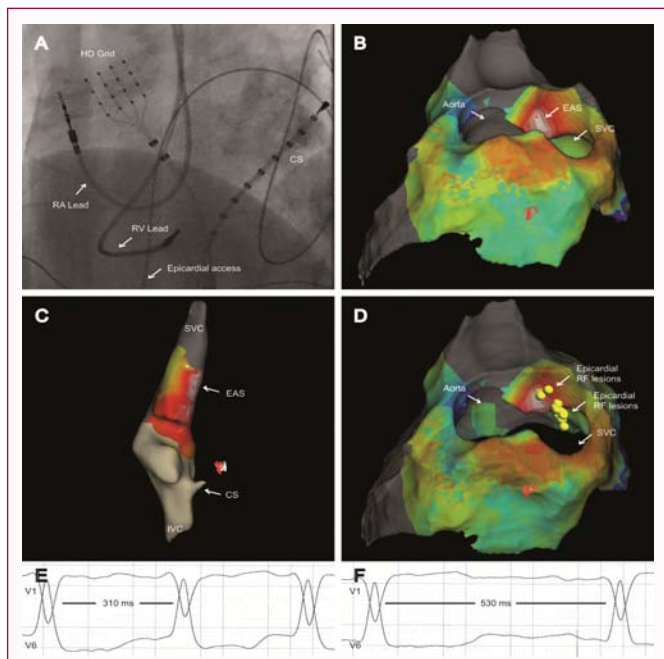 A
HD Grid
CS
RA Lead
RV Lead
Epicardial access
B
Aorta
EAS
SVC
C
SVC
EAS
CS
IVC
D
Epicardial
RF lesions
Aorta
Epicardial
RF lesions
SVC
E
V1
310 ms
V6
F
V1
530 ms
V6